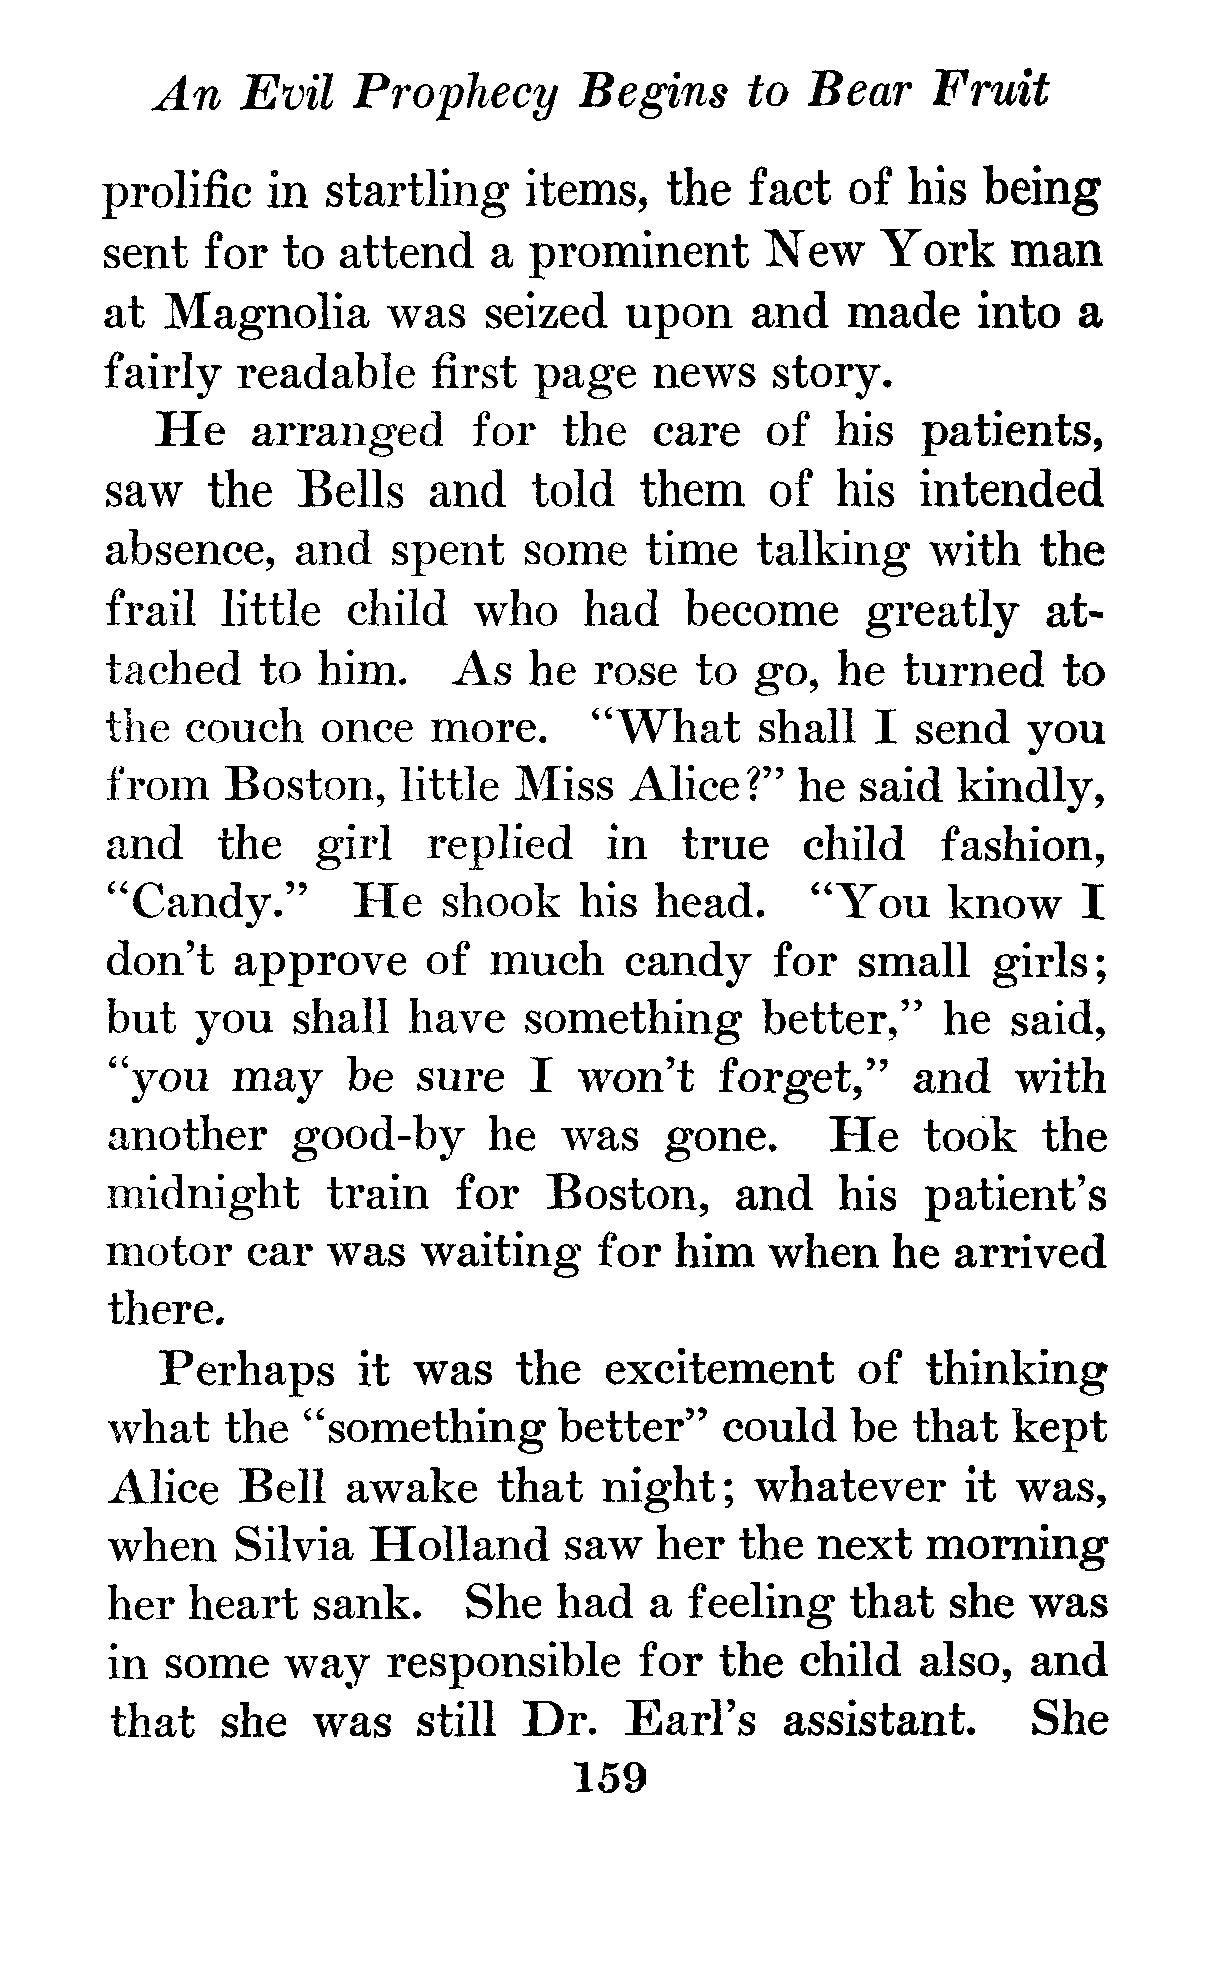 An Evil Prophecy Begins to Bear Fruit
prolific in startling items, the fact of his being
sent for to attend a prominent New York man
at Magnolia was seized upon and made into a
fairly readable first page news story.
He arranged for the care of his patients,
saw the Bells and told them of his intended
absence, and spent some time talking with the
frail little child who had become greatly at-
tached to him. As he rose to go, he turned to
the couch once more. “What shall I send you
from Boston, little Miss Alice?” he said kindly,
and the girl replied in true child fashion,
“Candy.” He shook his head. “You know I
don’t approve of much candy for small girls;
but you shall have something better,” he said,
“you may be sure I won’t forget,” and with
another good-by he was gone. He took the
midnight train for Boston, and his patient’s
motor car was waiting for him when he arrived
there.
Perhaps it was the excitement of thinking
what the “something better” could be that kept
Alice Bell awake that night; whatever it was,
when Silvia Holland saw her the next morning
her heart sank. She had a feeling that she was
in some way responsible for the child also, and
that she was still Dr. Earl’s assistant. She
159